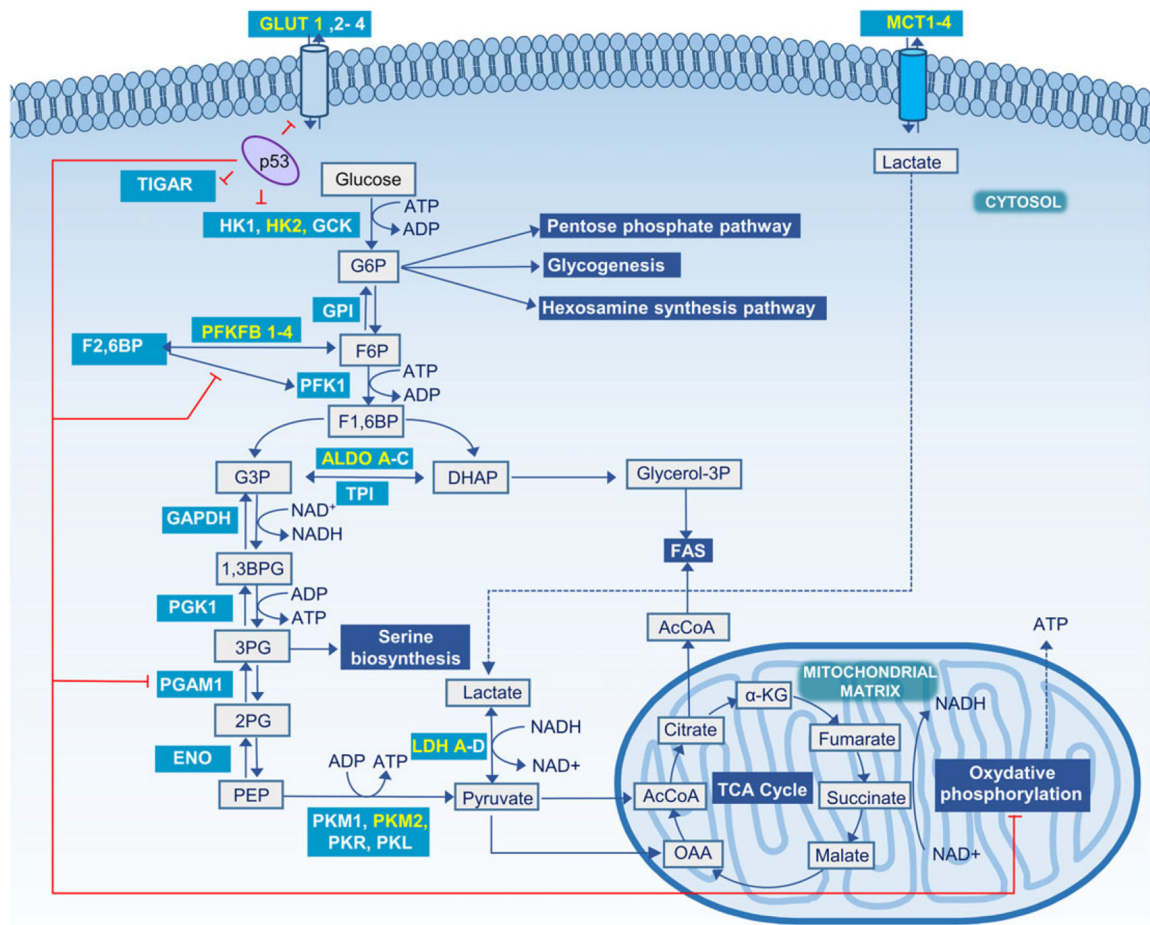 GLUT 1 ,2- 4
MCT1-4
p53
Lactate
TIGAR
Glucose
CYTOSOL
HK1, HK2, GCK
ATP
ADP
Pentose phosphate pathway
G6P
Glycogenesis
GPI
Hexosamine synthesis pathway
PFKFB 1-4
F2,6BP
F6P
ATP
PFK1
ADP
F1,6BP
ALDO A-C
G3P
DHAP
Glycerol-3P
TPI
GAPDH
NAD+
NADH
FAS
1,3BPG
ADP
PGK1
ATP
AcCoA
ATP
3PG
Serine
biosynthesis
MITOCHONDRIAL
MATRIX
PGAM1
Lactate
α-KG
NADH
2PG
NADH
Citrate
Fumarate
LDH A-D
ENO
ADP
ATP
NAD+
Oxydative
phosphorylation
PEP
Pyruvate
AcCoA
TCA Cycle
Succinate
PKM1, PKM2,
PKR, PKL
OAA
Malate
NAD+